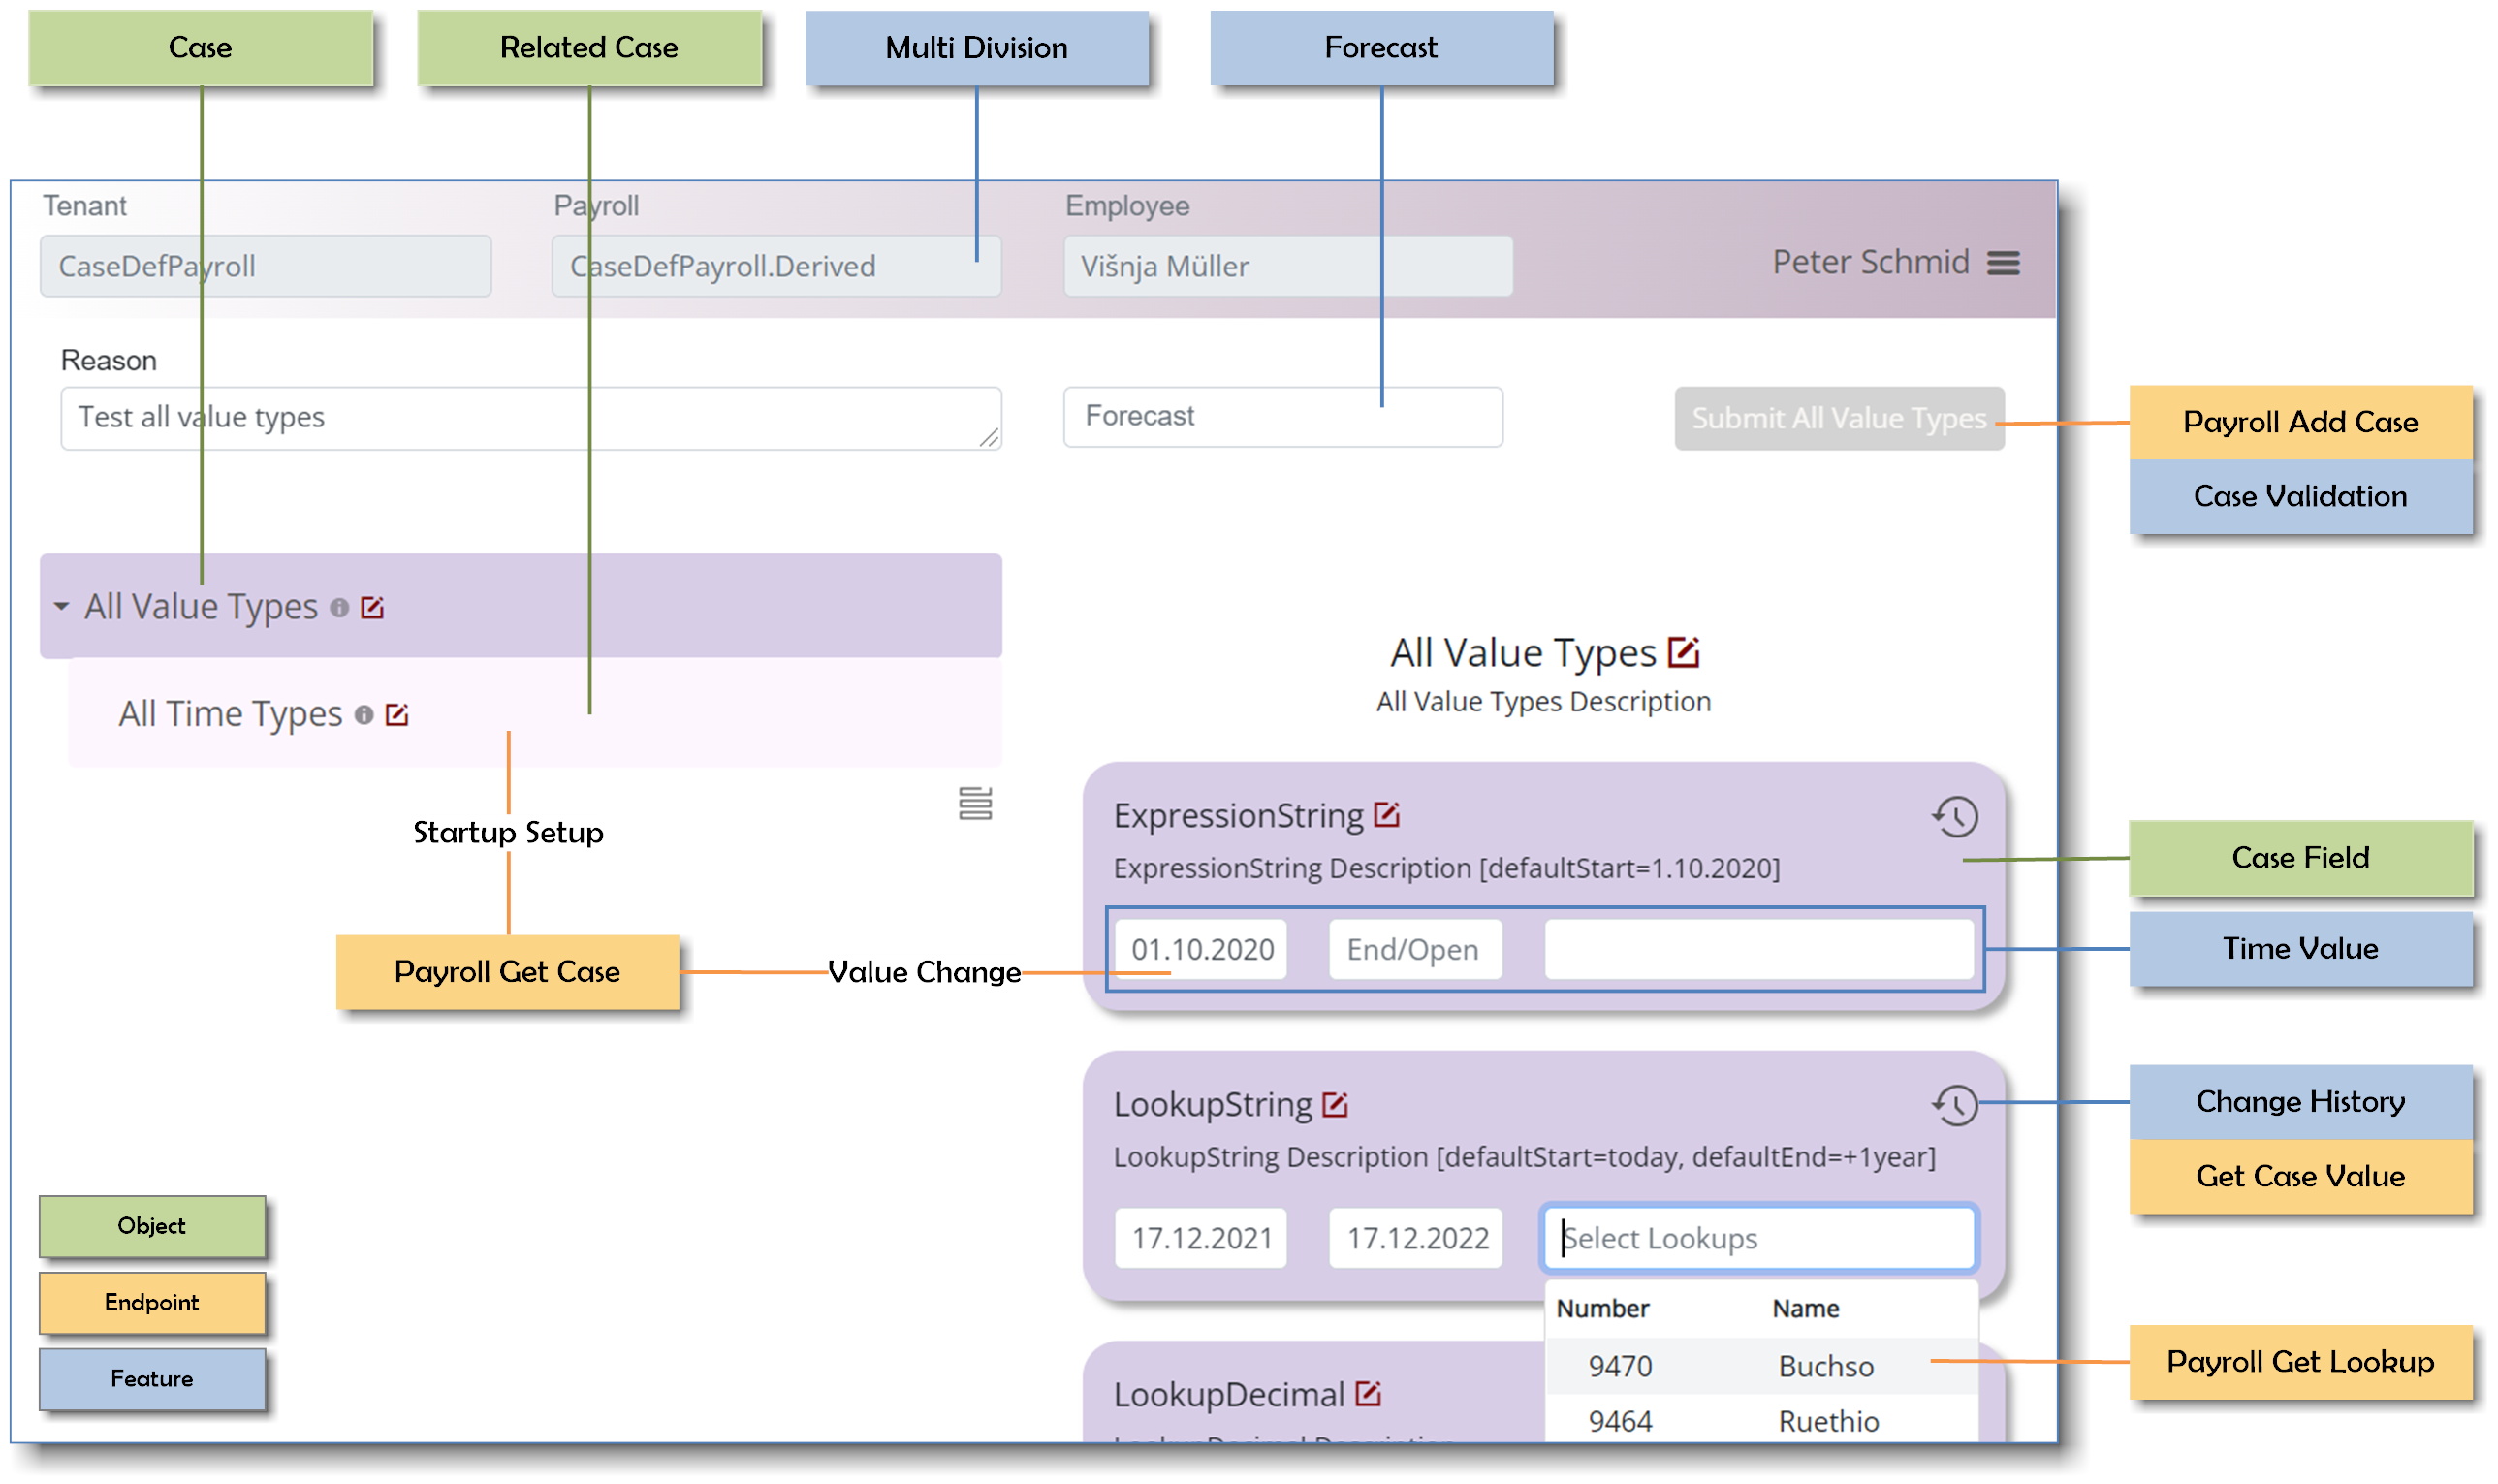 Case
Related Case
Multi Division
Forecast
Tenant
Payroll
Employee
CaseDefPayroll
CaseDefPayroll.Derived
Višnja Müller
Peter Schmid
Reason
Test all value types
Forecast
Submit All Value Types
Payroll Add Case
Case Validation
All Value Types
All Time Types
All Value Types
All Value Types Description
Startup Setup
ExpressionString
ExpressionString Description [defaultStart=1.10.2020]
Case Field
01.10.2020
End/Open
Time Value
Payroll Get Case
Value Change
LookupString
LookupString Description [defaultStart=today, defaultEnd=+1year]
Change History
Get Case Value
17.12.2021
17.12.2022
Select Lookups
Object
Endpoint
Feature
Number
Name
9470
Buchso
Payroll Get Lookup
LookupDecimal
9464
Ruethio
LookupDecimal Description